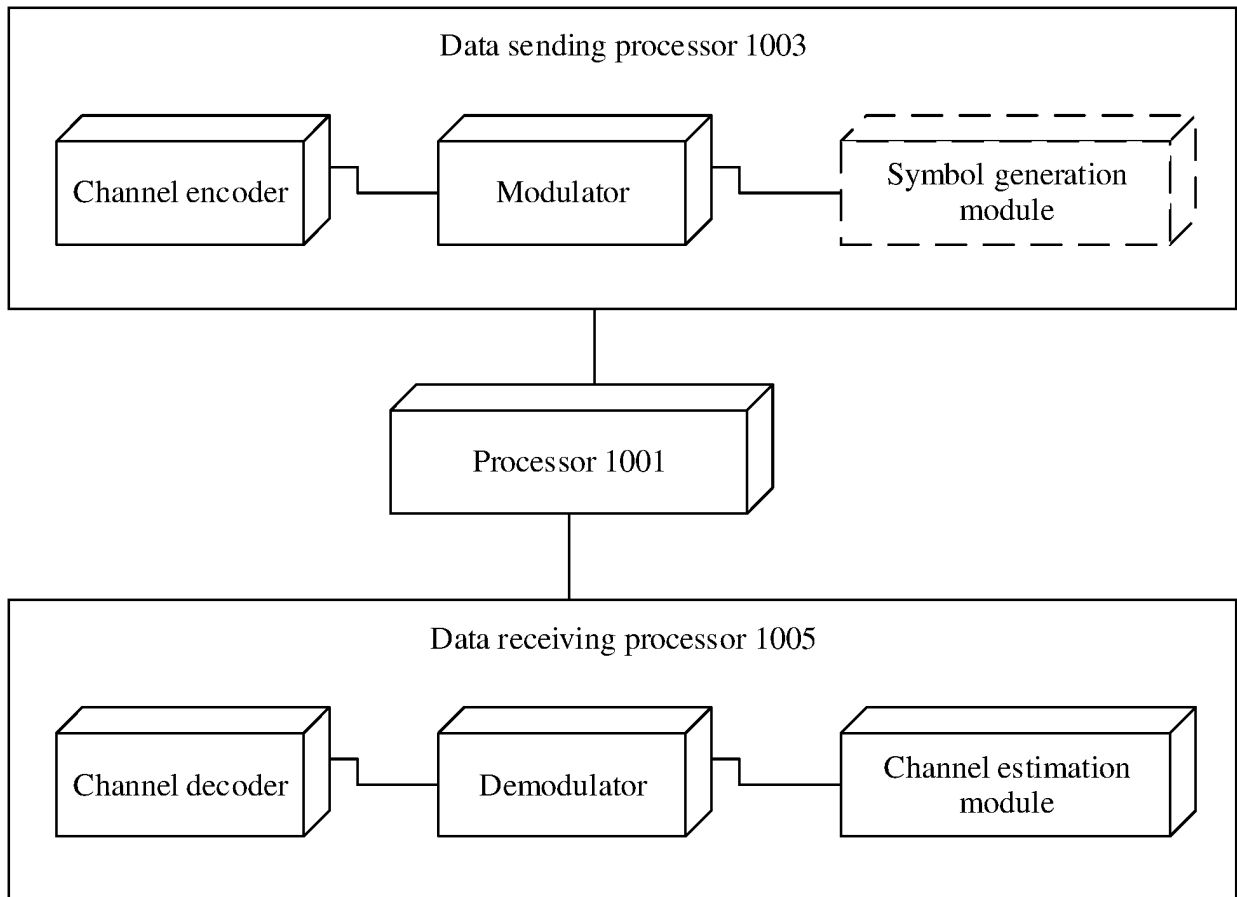 Data sending processor 1003
Channel encoder
Modulator
Symbol generation
module
Processor 1001
Data receiving processor 1005
Channel decoder
Demodulator
Channel estimation
module